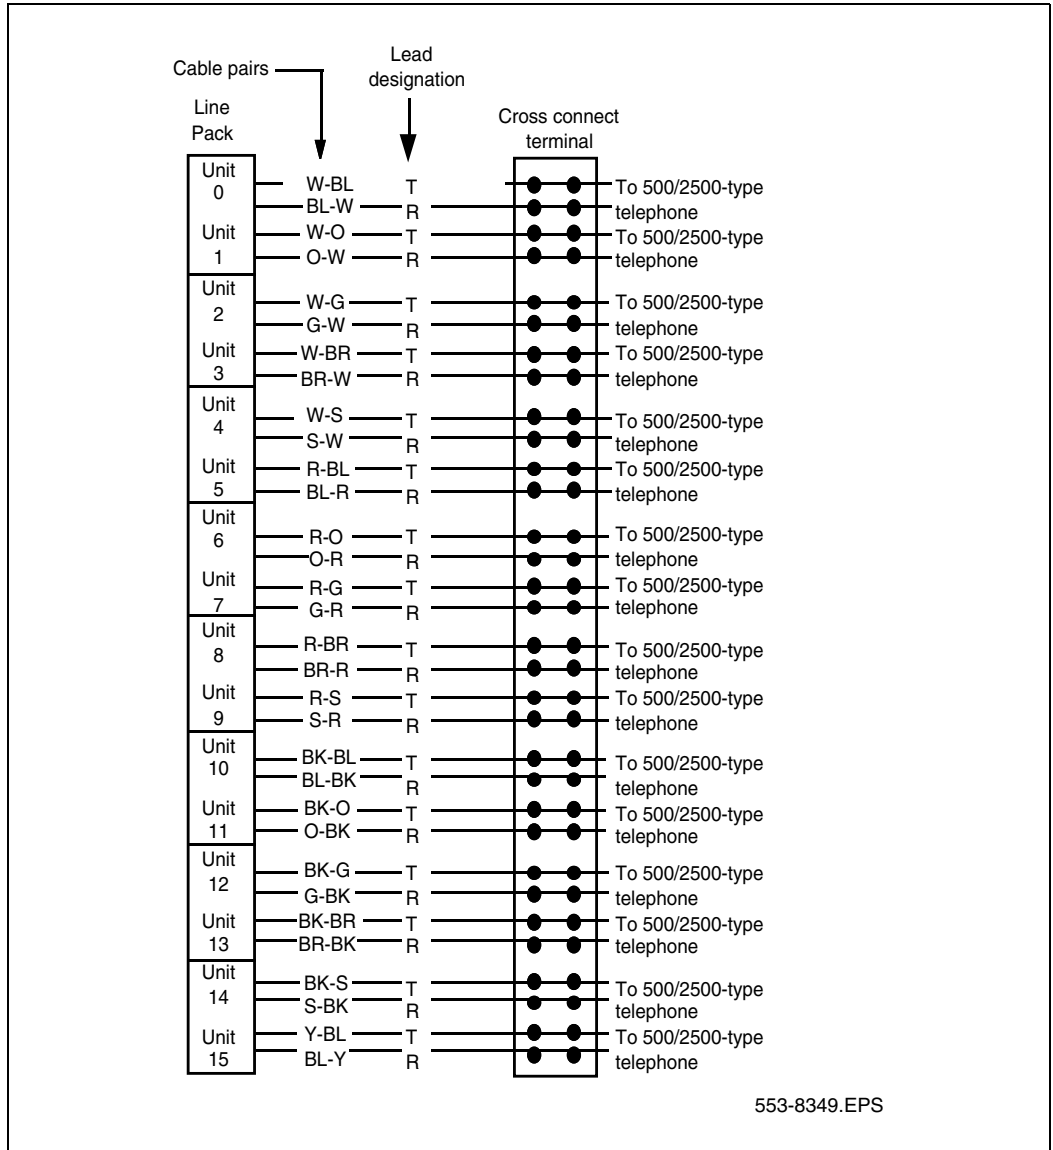 Lead
Cable pairs designation
Line
Pack
Cross connect
terminal
Unit
0
W-BL T To 500/2500-type
BL-W R telephone
Unit
1
W-O T To 500/2500-type
O-W R telephone
Unit
2
W-G T To 500/2500-type
G-W R telephone
Unit
3
W-BR T To 500/2500-type
BR-W R telephone
Unit
4
W-S T To 500/2500-type
S-W R telephone
Unit
5
R-BL T To 500/2500-type
BL-R R telephone
Unit
6
R-O T To 500/2500-type
O-R R telephone
Unit
7
R-G T To 500/2500-type
G-R R telephone
Unit
8
R-BR T To 500/2500-type
BR-R R telephone
Unit
9
R-S T To 500/2500-type
S-R R telephone
Unit
10
BK-BL T To 500/2500-type
BL-BK R telephone
Unit
11
BK-O T To 500/2500-type
O-BK R telephone
Unit
12
BK-G T To 500/2500-type
G-BK R telephone
Unit
13
BK-BR T To 500/2500-type
BR-BK R telephone
Unit
14
BK-S T To 500/2500-type
S-BK R telephone
Unit
15
Y-BL T To 500/2500-type
BL-Y R telephone
553-8349.EPS